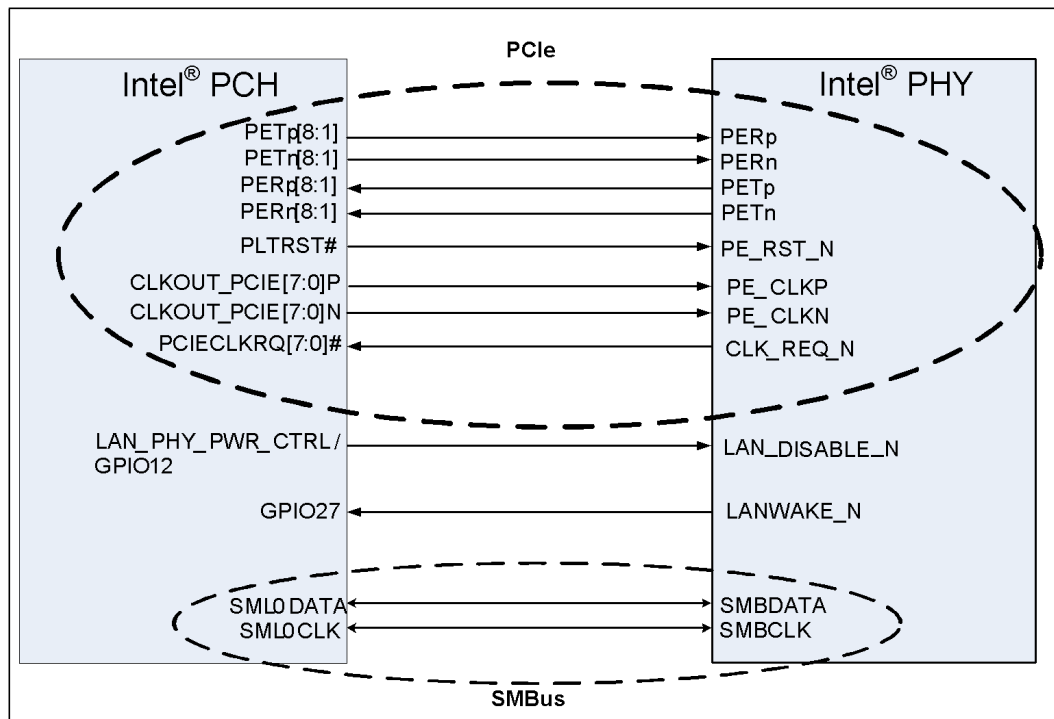 PCIe
Intel® PCH
Intel® PHY
PETp[8:1]
PERp
PETn[8:1]
PERn
PERp[8:1]
PETp
PERn[8:1]
PETn
PLTRST#
PE_RST_N
CLKOUT_PCIE[7:0]P
PE_CLKP
CLKOUT_PCIE[7:0]N
PE_CLKN
PCIECLKRQ[7:0]#
CLK_REQ_N
LAN_PHY_PWR_CTRL/
GPIO12
LAN_DISABLE_N
GPIO27
LANWAKE_N
SML0DATA
SMBDATA
SML0CLK
SMBCLK
SMBus